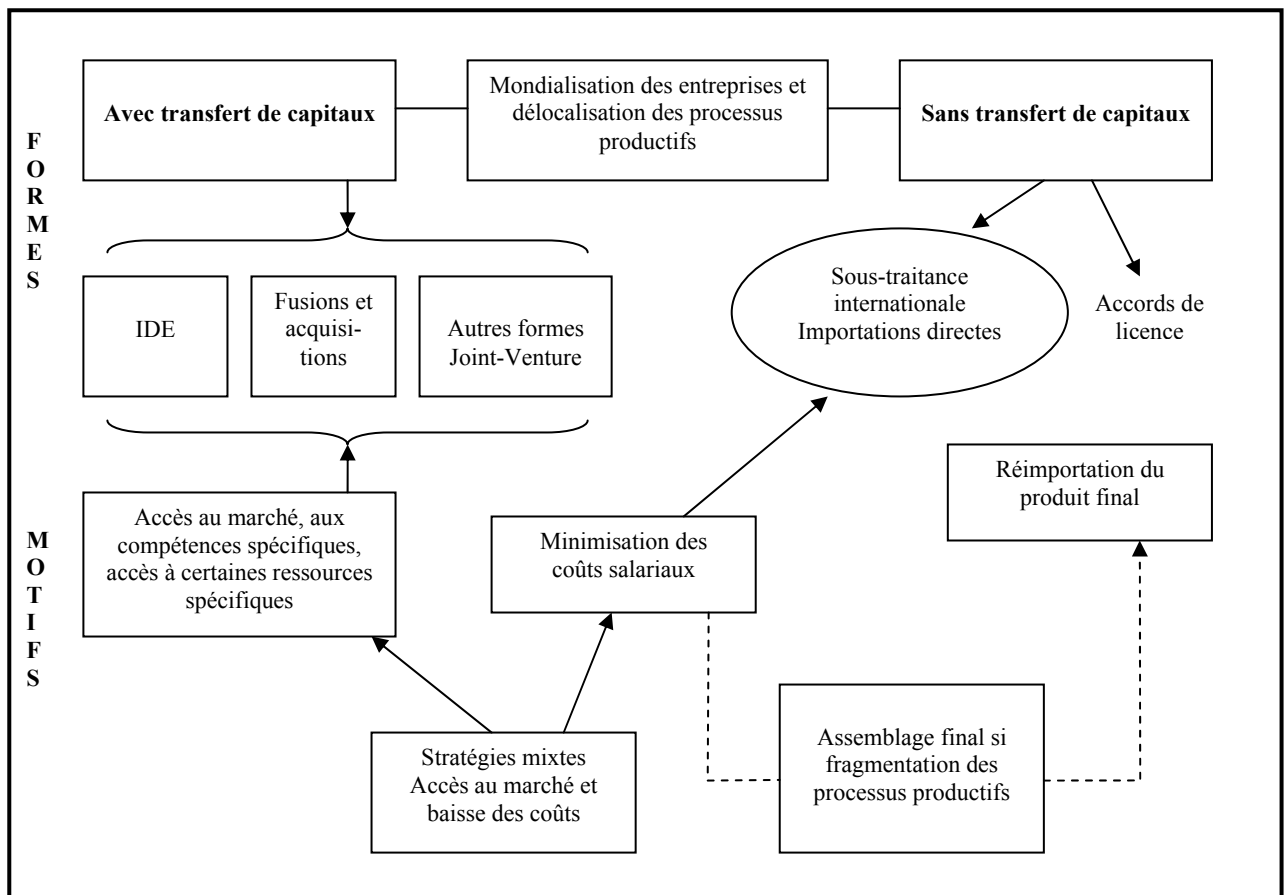 FORMES
Avec transfert de capitaux
Mondialisation des entreprises et
délocalisation des processus
productifs
Sans transfert de capitaux
IDE
Fusions et
acquisi-
tions
Autres formes
Joint-Venture
Sous-traitance
internationale
Importations directes
Accords de
licence
MOTIFS
Accès au marché, aux
compétences spécifiques,
accès à certaines ressources
spécifiques
Minimisation des
coûts salariaux
Réimportation du
produit final
Stratégies mixtes
Accès au marché et
baisse des coûts
Assemblage final si
fragmentation des
processus productifs